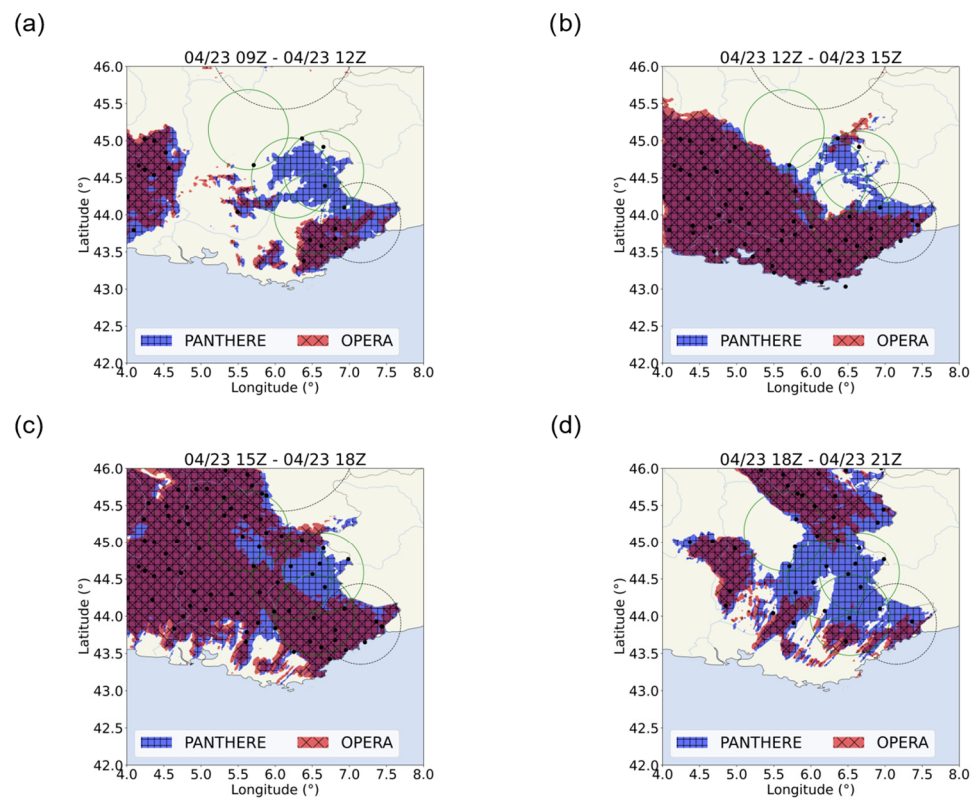 (a)
04/23 09Z - 04/23 12Z
46.0
45.5
45.0
44.5
44.0
43.5
43.0
42.5
42.0
Latitude (°)
PANTHERE OPERA
4.0 4.5 5.0 5.5 6.0 6.5 7.0 7.5 8.0
Longitude (°)
(b)
04/23 12Z - 04/23 15Z
46.0
45.5
45.0
44.5
44.0
43.5
43.0
42.5
42.0
Latitude (°)
PANTHERE OPERA
4.0 4.5 5.0 5.5 6.0 6.5 7.0 7.5 8.0
Longitude (°)
(c)
04/23 15Z - 04/23 18Z
46.0
45.5
45.0
44.5
44.0
43.5
43.0
42.5
42.0
Latitude (°)
PANTHERE OPERA
4.0 4.5 5.0 5.5 6.0 6.5 7.0 7.5 8.0
Longitude (°)
(d)
04/23 18Z - 04/23 21Z
46.0
45.5
45.0
44.5
44.0
43.5
43.0
42.5
42.0
Latitude (°)
PANTHERE OPERA
4.0 4.5 5.0 5.5 6.0 6.5 7.0 7.5 8.0
Longitude (°)